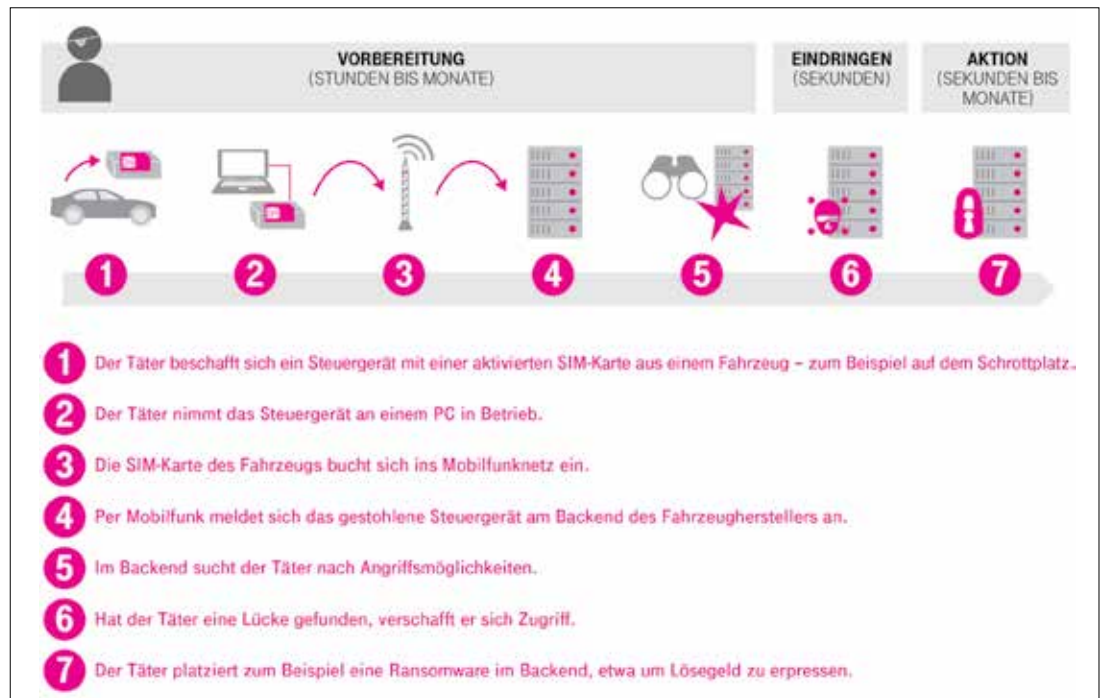 VORBEREITUNG
(STUNDEN BIS MONATE)
EINDRINGEN
(SEKUNDEN)
AKTION
(SEKUNDEN BIS
MONATE)
1 2 3 4 5 6 7
1 Der Täter beschafft sich ein Steuergerät mit einer aktivierten SIM-Karte aus einem Fahrzeug – zum Beispiel auf dem Schrottplatz.
2 Der Täter nimmt das Steuergerät an einem PC in Betrieb.
3 Die SIM-Karte des Fahrzeugs bucht sich ins Mobilfunknetz ein.
4 Per Mobilfunk meldet sich das gestohlene Steuergerät am Backend des Fahrzeugherstellers an.
5 Im Backend sucht der Täter nach Angriffsmöglichkeiten.
6 Hat der Täter eine Lücke gefunden, verschafft er sich Zugriff.
7 Der Täter platziert zum Beispiel eine Ransomware im Backend, etwa um Lösegeld zu erpressen.